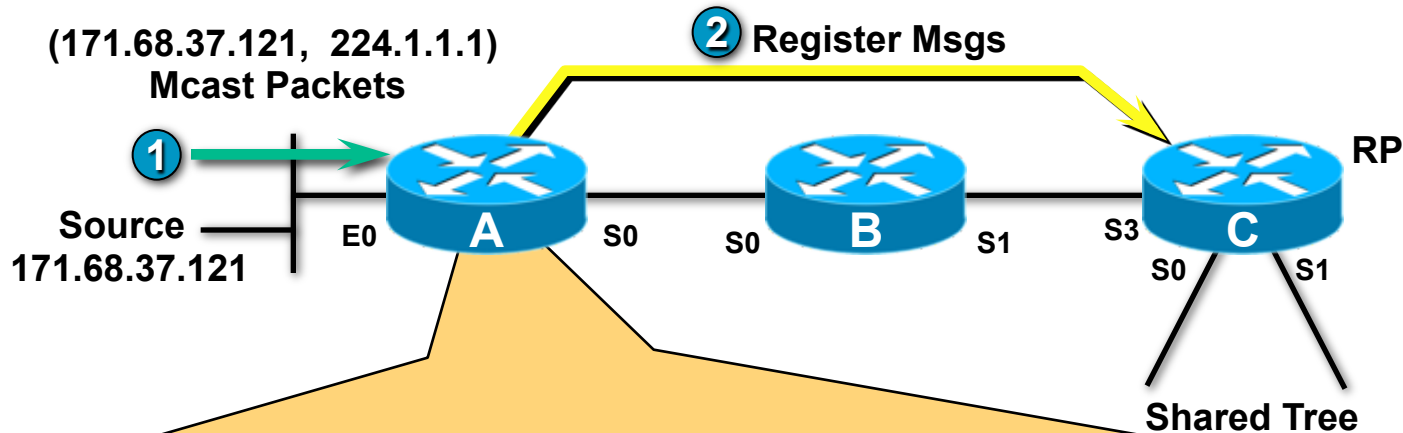 (171.68.37.121, 224.1.1.1)
Mcast Packets
2 Register Msgs
1
RP
Source
171.68.37.121
E0
A
S0
S0
B
S1
S3
C
S0
S1
Shared Tree